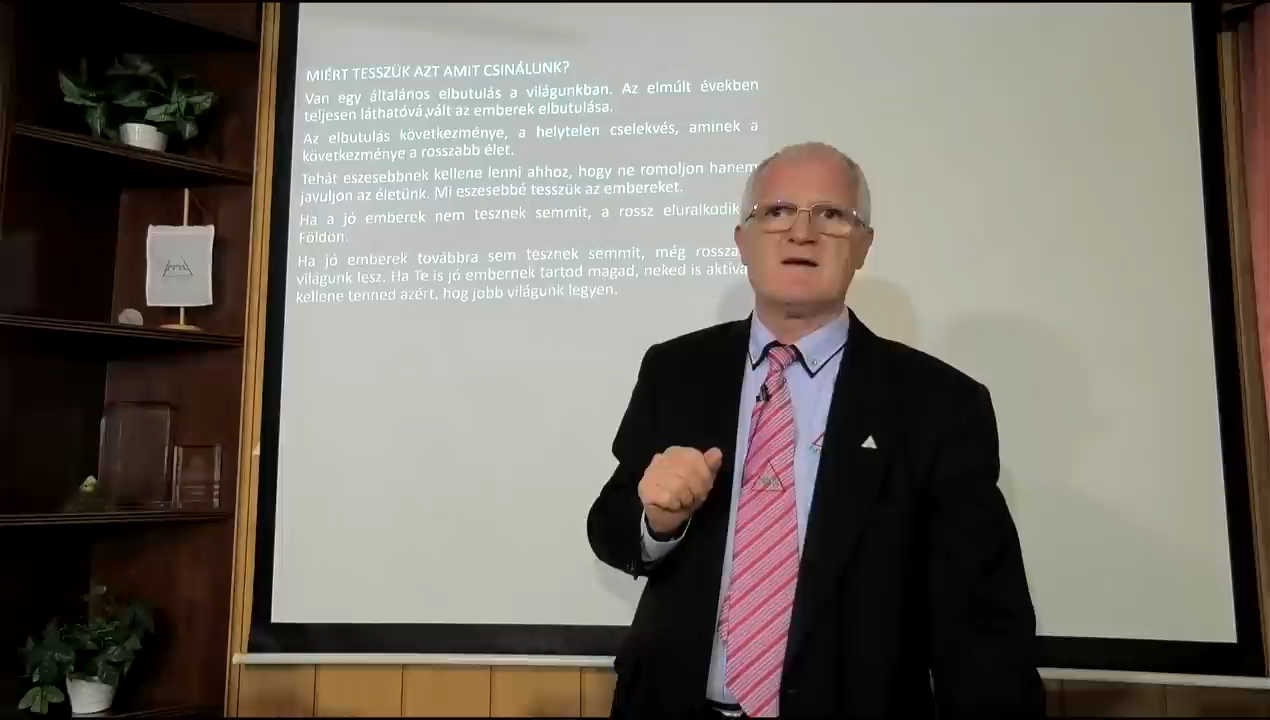 MIÉRT TESSZÜK AZT AMIT CSINÁLUNK?
Van egy általános elbutulás a világunkban. Az elmúlt években
teljesen láthatóvá,vált az emberek elbutulása.
Az elbutulás következménye, a helytelen cselekvés, aminek a
következménye a rosszabb élet.
Tehát eszesebbnek kellene lenni ahhoz, hogy ne romoljon hanem
javuljon az életünk. Mi eszesebbé tesszük az embereket.
Ha a jó emberek nem tesznek semmit, a rossz eluralkodik
Földön.
Ha jó emberek továbbra sem tesznek semmit, még
világunk lesz. Ha Te is jó embernek tartod magad, neked is
kellene tenned azért, hog jobb világunk legyen.